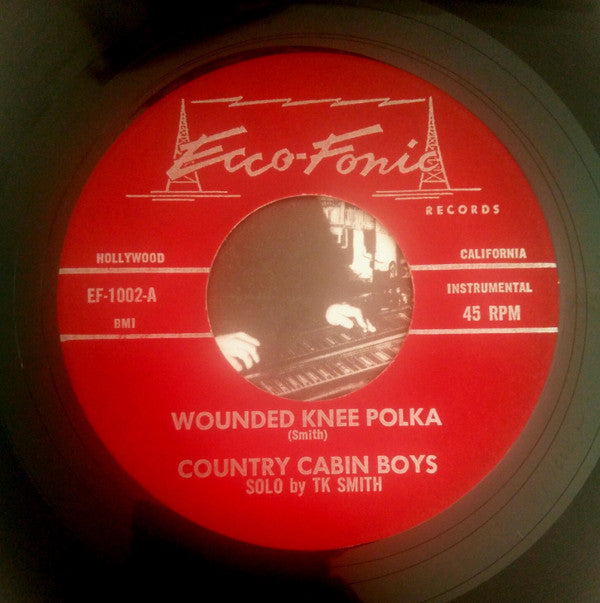 Ecco-Fonic
RECORDS
HOLLYWOOD
CALIFORNIA
EF-1002-A
INSTRUMENTAL
BMI
45 RPM
WOUNDED KNEE POLKA
(Smith)
COUNTRY CABIN BOYS
SOLO by TK SMITH